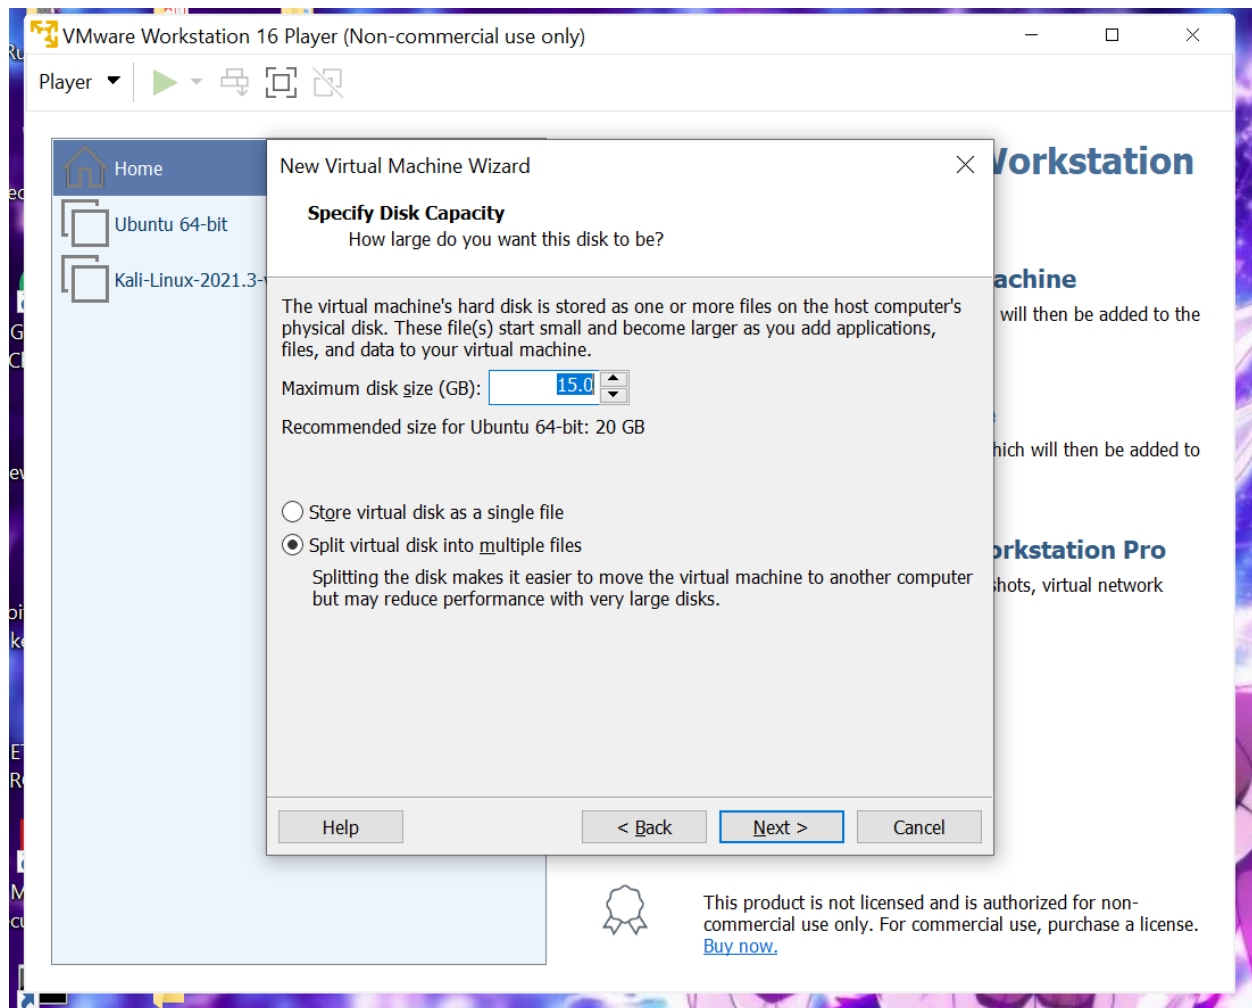 VMware Workstation 16 Player (Non-commercial use only)
Player
Home
Ubuntu 64-bit
Kali-Linux-2021.3-
New Virtual Machine Wizard
Specify Disk Capacity
How large do you want this disk to be?
The virtual machine's hard disk is stored as one or more files on the host computer's
physical disk. These file(s) start small and become larger as you add applications,
files, and data to your virtual machine.
Maximum disk size (GB): 15.0
Recommended size for Ubuntu 64-bit: 20 GB
Store virtual disk as a single file
Split virtual disk into multiple files
Splitting the disk makes it easier to move the virtual machine to another computer
but may reduce performance with very large disks.
Help
< Back
Next >
Cancel
Workstation
achine
will then be added to the
hich will then be added to
orkstation Pro
shots, virtual network
This product is not licensed and is authorized for non-
commercial use only. For commercial use, purchase a license.
Buy now.